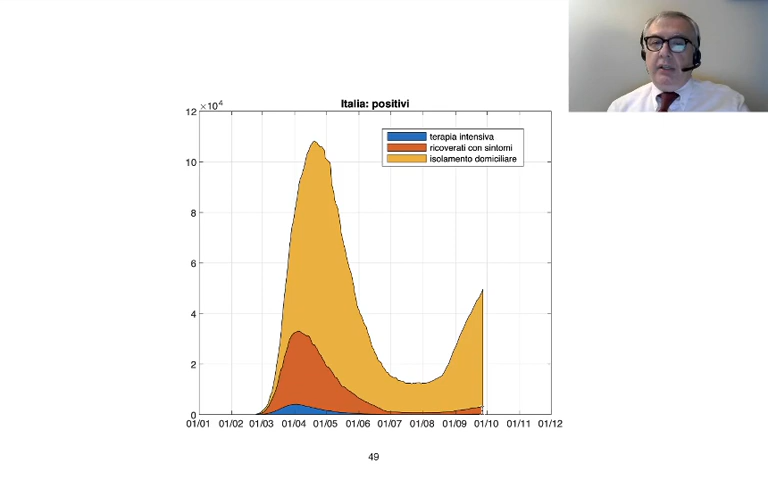 Italia: positivi
×10⁴
12
10
8
6
4
2
0
terapia intensiva
ricoverati con sintomi
isolamento domiciliare
01/01 01/02 01/03 01/04 01/05 01/06 01/07 01/08 01/09 01/10 01/11 01/12
49